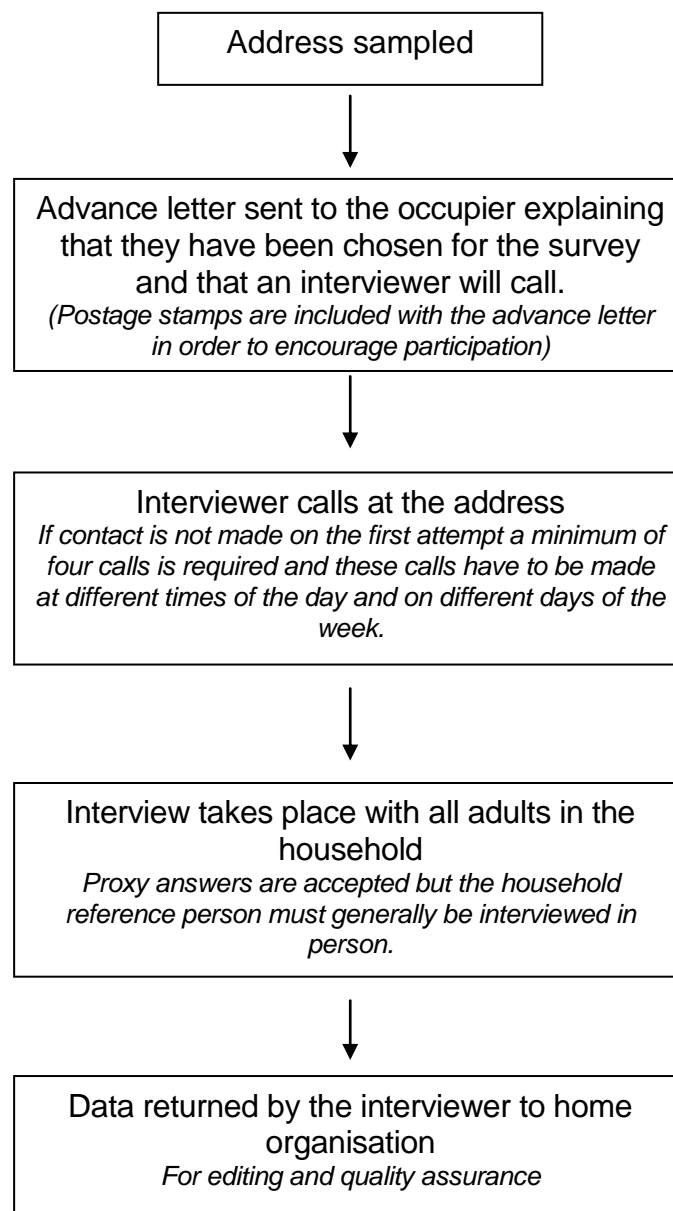 Address sampled
Advance letter sent to the occupier explaining
that they have been chosen for the survey
and that an interviewer will call.
(Postage stamps are included with the advance letter
in order to encourage participation)
Interviewer calls at the address
If contact is not made on the first attempt a minimum of
four calls is required and these calls have to be made
at different times of the day and on different days of the
week.
Interview takes place with all adults in the
household
Proxy answers are accepted but the household
reference person must generally be interviewed in
person.
Data returned by the interviewer to home
organisation
For editing and quality assurance